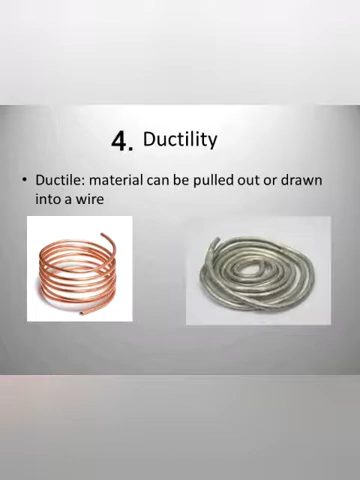 4. Ductility
• Ductile: material can be pulled out or drawn
into a wire